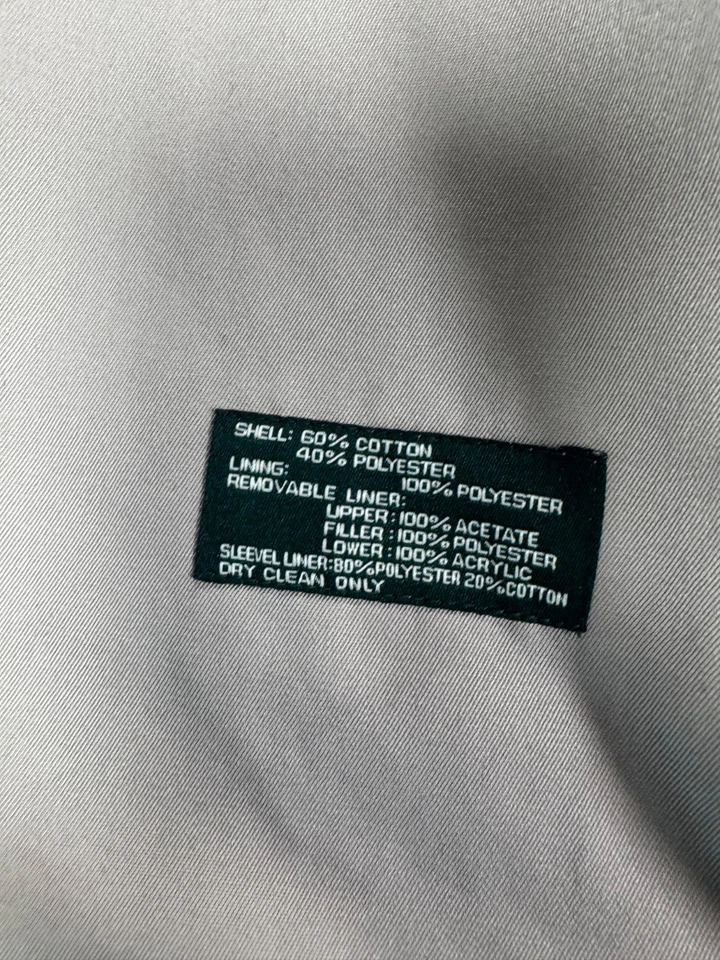 SHELL: 60% COTTON
40% POLYESTER
LINING: 100% POLYESTER
REMOVABLE LINER:
UPPER: 100% ACETATE
FILLER: 100% POLYESTER
LOWER: 100% ACRYLIC
SLEEVEL LINER: 80% POLYESTER 20% COTTON
DRY CLEAN ONLY